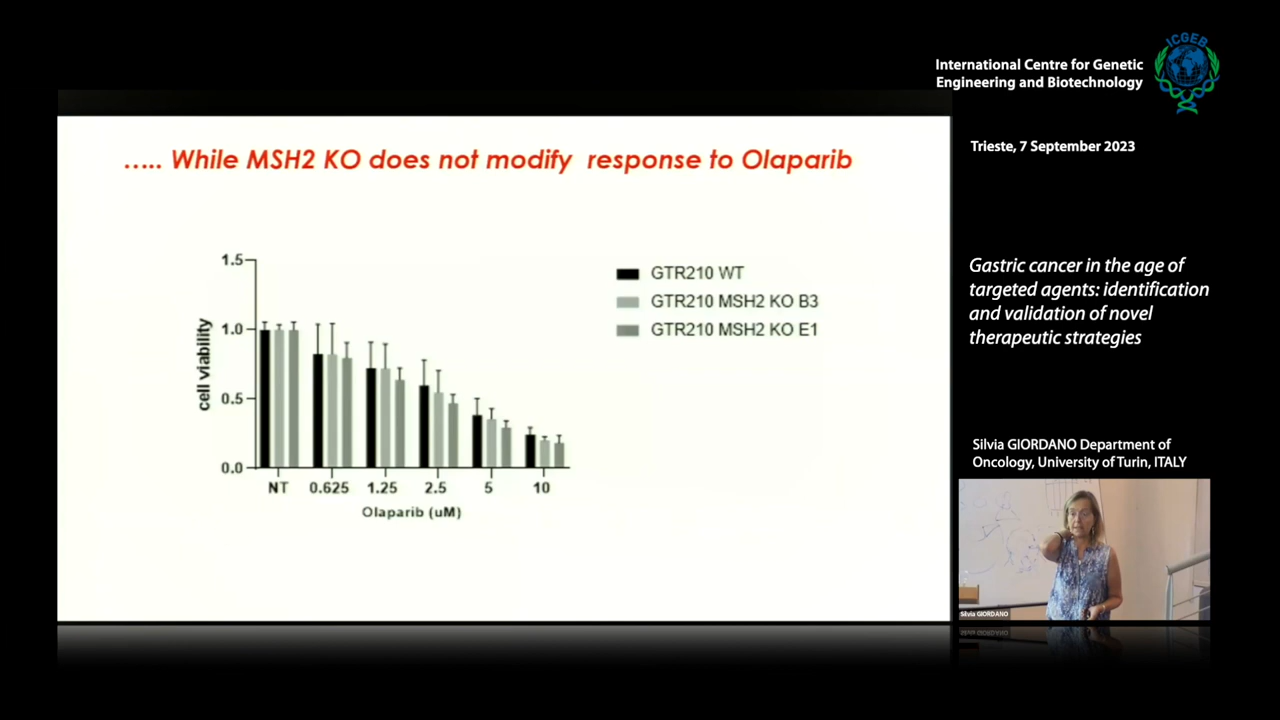 ICGEB
International Centre for Genetic
Engineering and Biotechnology
Trieste, 7 September 2023
..... While MSH2 KO does not modify response to Olaparib
1.5
1.0
0.5
0.0
cell viability
NT 0.625 1.25 2.5 5 10
Olaparib (uM)
GTR210 WT
GTR210 MSH2 KO B3
GTR210 MSH2 KO E1
Gastric cancer in the age of
targeted agents: identification
and validation of novel
therapeutic strategies
Silvia GIORDANO Department of
Oncology, University of Turin, ITALY
Silvia GIORDANO